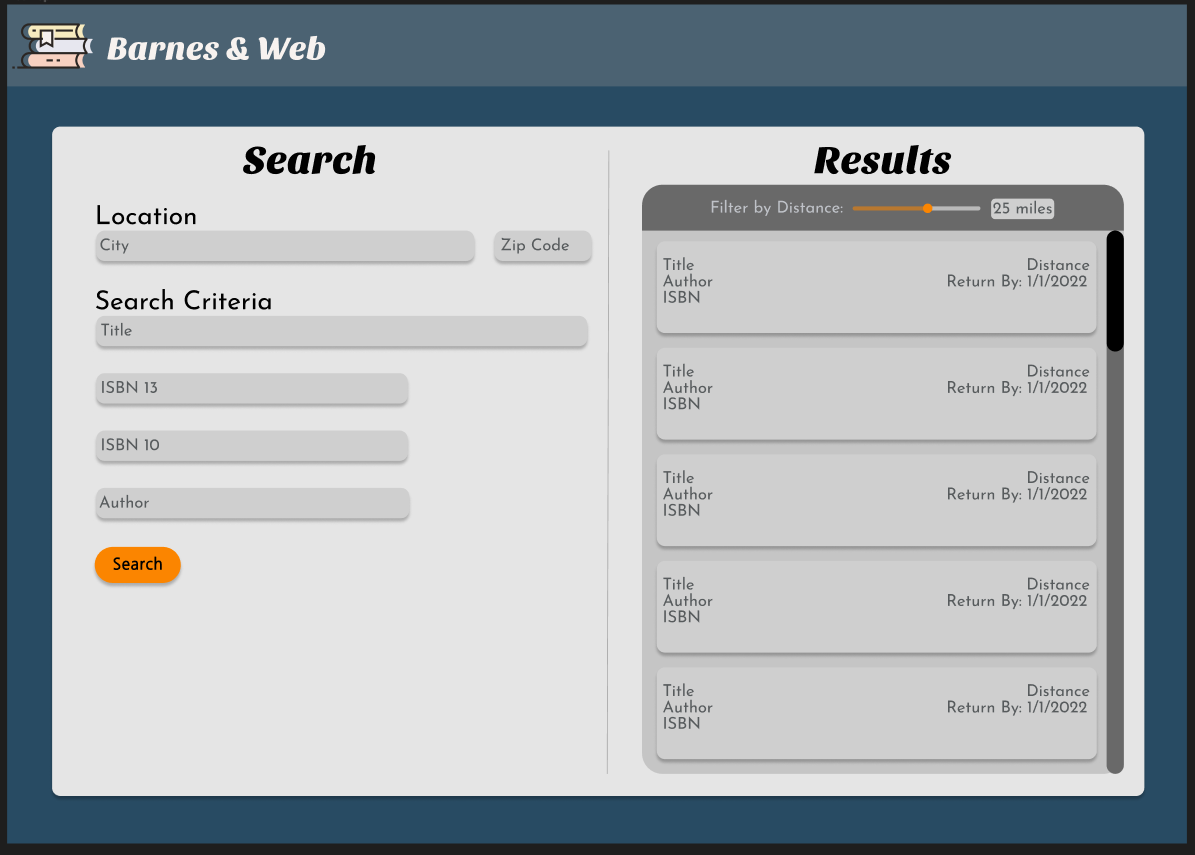 Barnes & Web
Search
Location
City
Zip Code
Search Criteria
Title
ISBN 13
ISBN 10
Author
Search
Results
Filter by Distance: 25 miles
Title
Author
ISBN
Distance
Return By: 1/1/2022
Title
Author
ISBN
Distance
Return By: 1/1/2022
Title
Author
ISBN
Distance
Return By: 1/1/2022
Title
Author
ISBN
Distance
Return By: 1/1/2022
Title
Author
ISBN
Distance
Return By: 1/1/2022